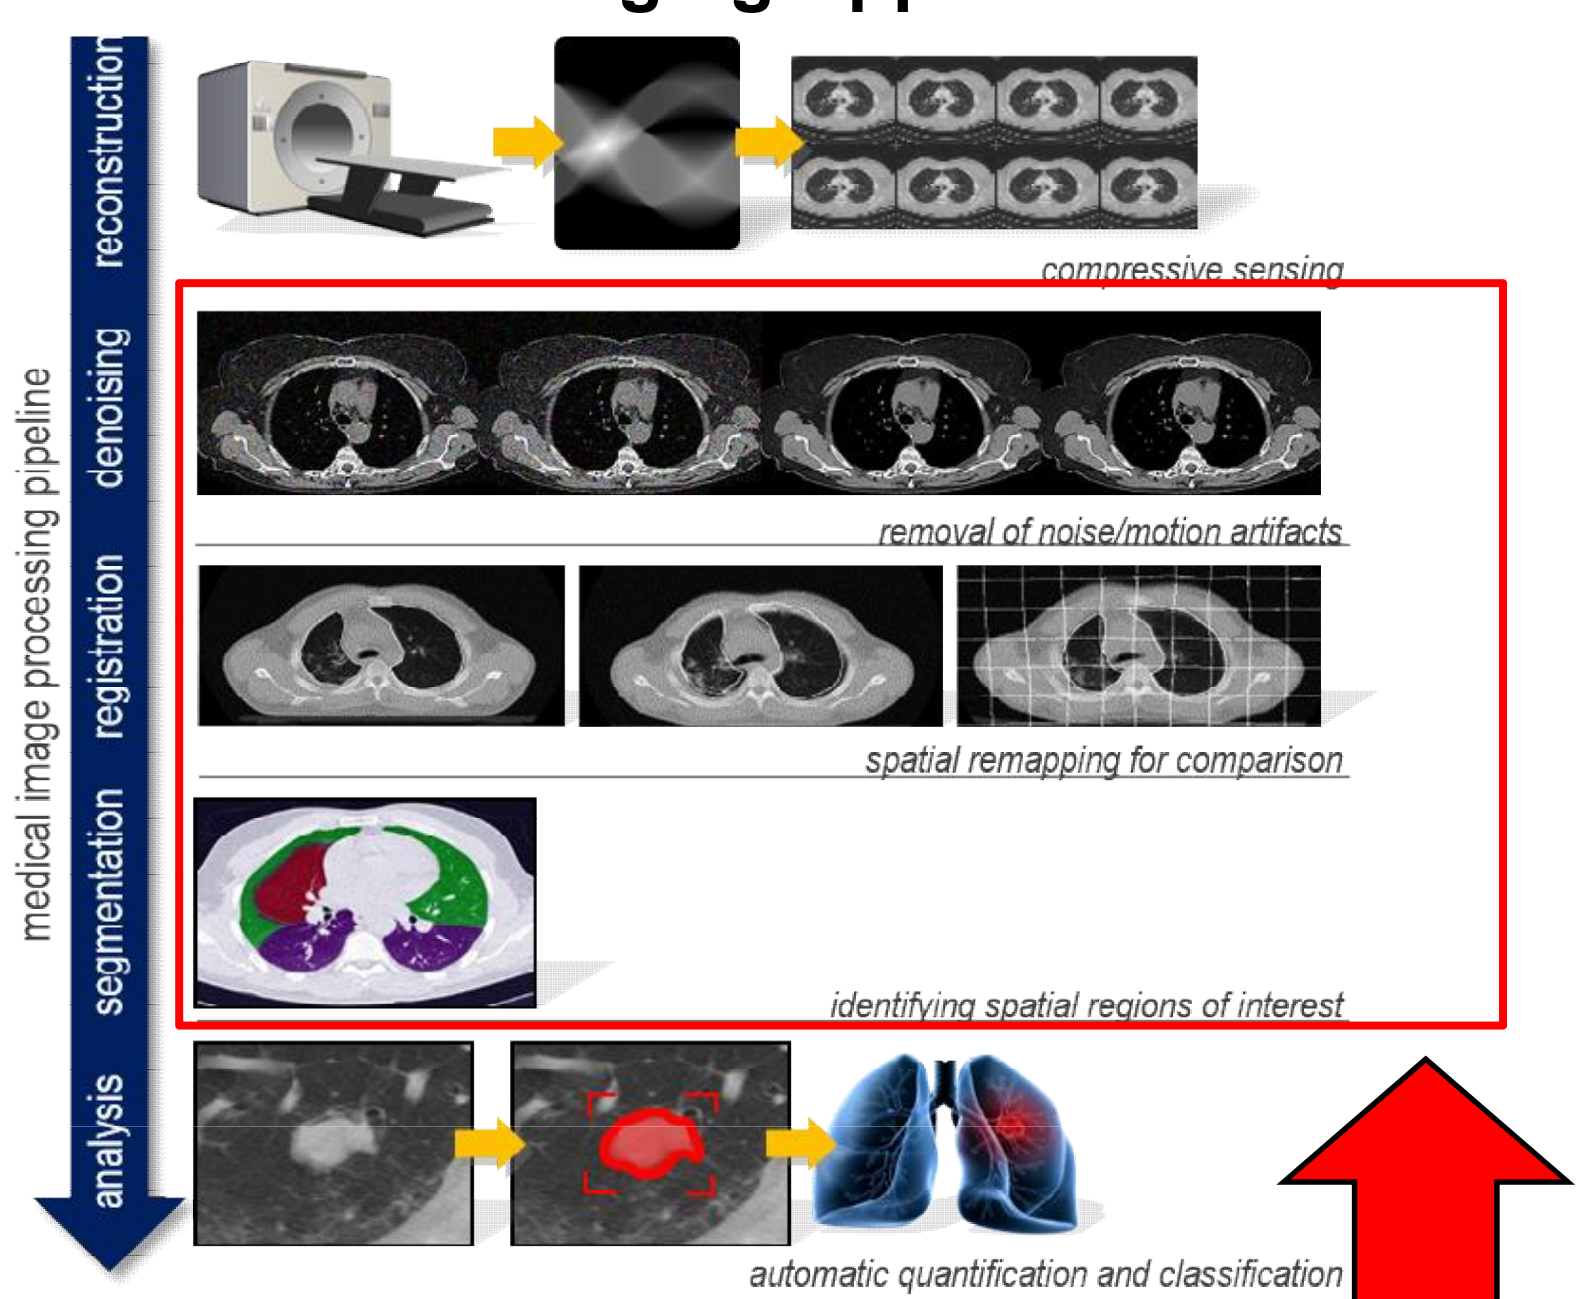 medical image processing pipeline
reconstruction
compressive sensing
denoising
removal of noise/motion artifacts
registration
spatial remapping for comparison
segmentation
identifying spatial regions of interest
analysis
automatic quantification and classification